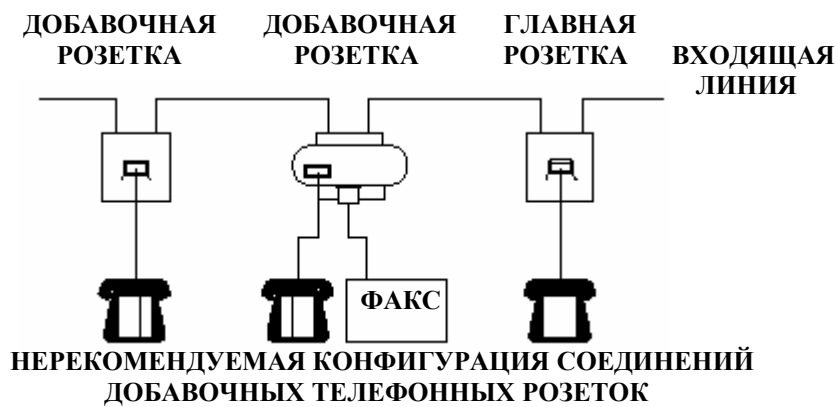 ДОБАВОЧНАЯ РОЗЕТКА
ДОБАВОЧНАЯ РОЗЕТКА
ГЛАВНАЯ РОЗЕТКА
ВХОДЯЩАЯ ЛИНИЯ
ФАКС
НЕРЕКОМЕНДУЕМАЯ КОНФИГУРАЦИЯ СОЕДИНЕНИЙ
ДОБАВОЧНЫХ ТЕЛЕФОННЫХ РОЗЕТОК